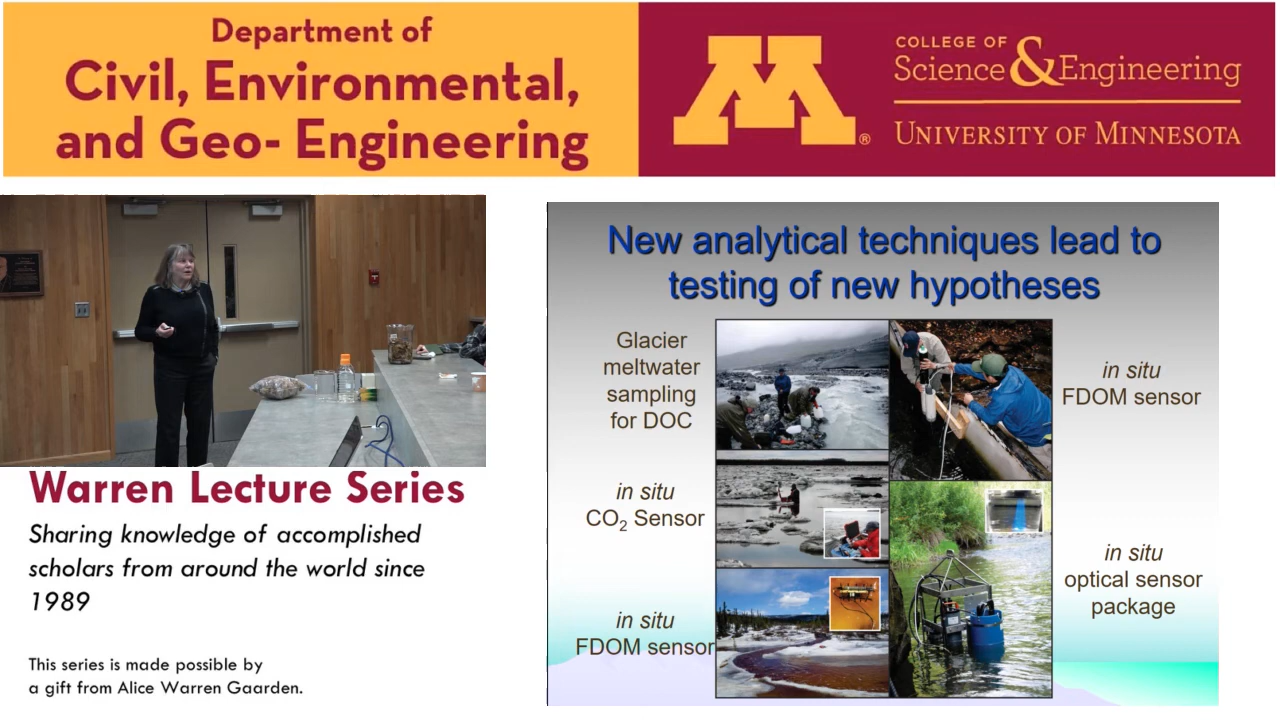 Department of
Civil, Environmental,
and Geo- Engineering
M®
COLLEGE OF
Science & Engineering
UNIVERSITY OF MINNESOTA
Warren Lecture Series
Sharing knowledge of accomplished
scholars from around the world since
1989
This series is made possible by
a gift from Alice Warren Gaarden.
New analytical techniques lead to
testing of new hypotheses
Glacier
meltwater
sampling
for DOC
in situ
CO2 Sensor
in situ
FDOM sensor
in situ
FDOM sensor
in situ
optical sensor
package